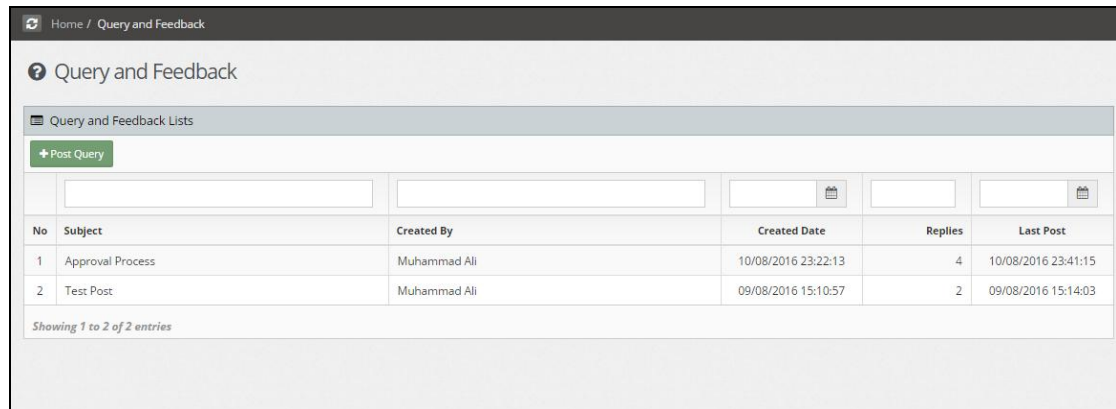 Home / Query and Feedback
Query and Feedback
Query and Feedback Lists
+Post Query
No Subject Created By Created Date Replies Last Post
1 Approval Process Muhammad Ali 10/08/2016 23:22:13 4 10/08/2016 23:41:15
2 Test Post Muhammad Ali 09/08/2016 15:10:57 2 09/08/2016 15:14:03
Showing 1 to 2 of 2 entries